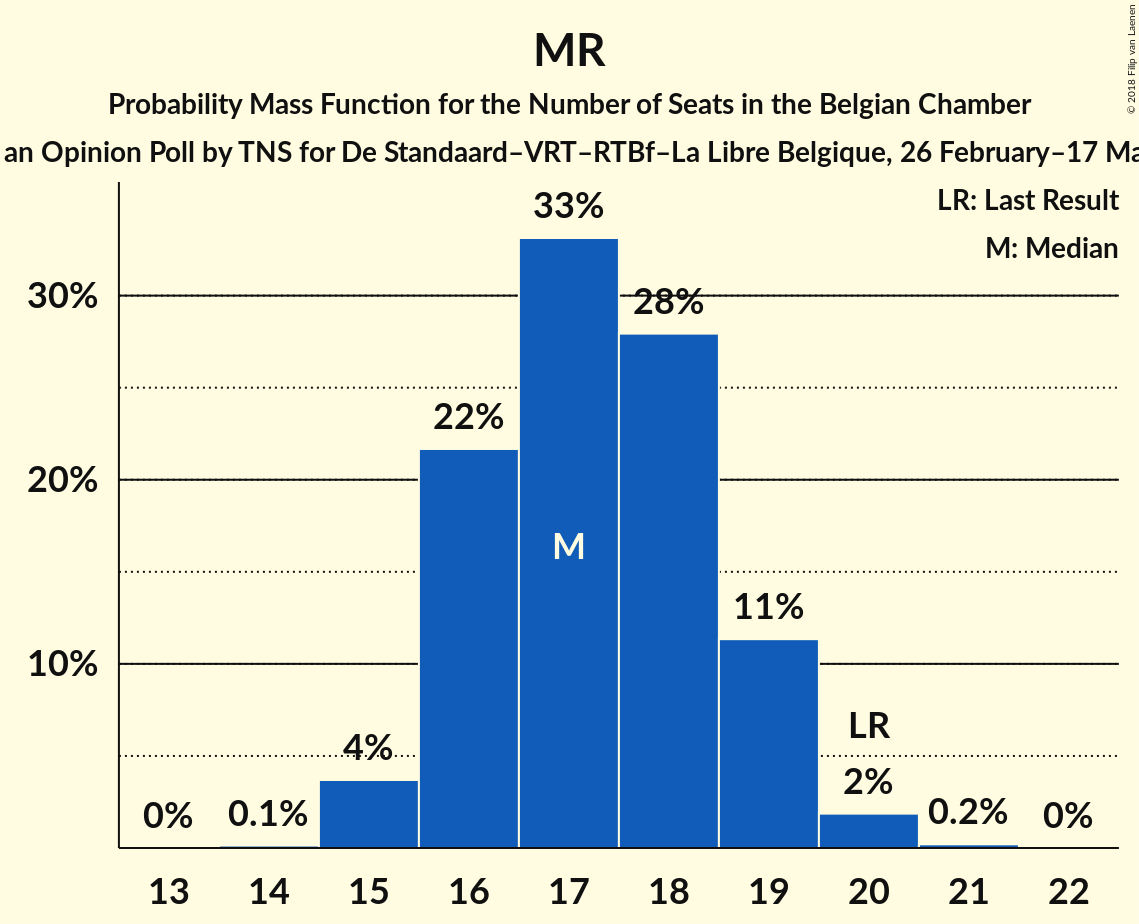 MR
Probability Mass Function for the Number of Seats in the Belgian Chamber
an Opinion Poll by TNS for De Standaard–VRT–RTBf–La Libre Belgique, 26 February–17
© 2018 Filip van Laenen
LR: Last Result
M: Median
30%
20%
10%
0%
0.1%
4%
22%
33%
28%
11%
2%
0.2%
0%
M
LR
13 14 15 16 17 18 19 20 21 22